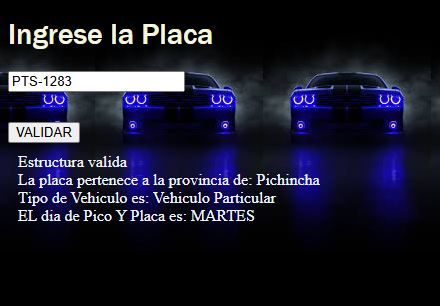 Ingrese la Placa
PTS-1283
VALIDAR
Estructura valida
La placa pertenece a la provincia de: Pichincha
Tipo de Vehiculo es: Vehiculo Particular
EL dia de Pico Y Placa es: MARTES